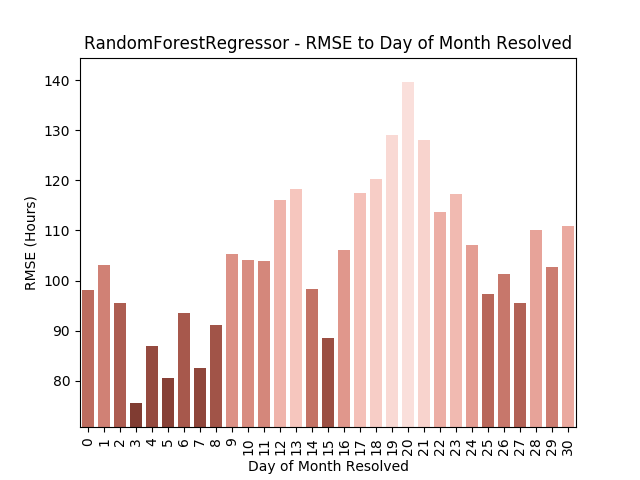 RandomForestRegressor - RMSE to Day of Month Resolved
140
130
120
110
100
90
80
RMSE (Hours)
0 1 2 3 4 5 6 7 8 9 10 11 12 13 14 15 16 17 18 19 20 21 22 23 24 25 26 27 28 29 30
Day of Month Resolved